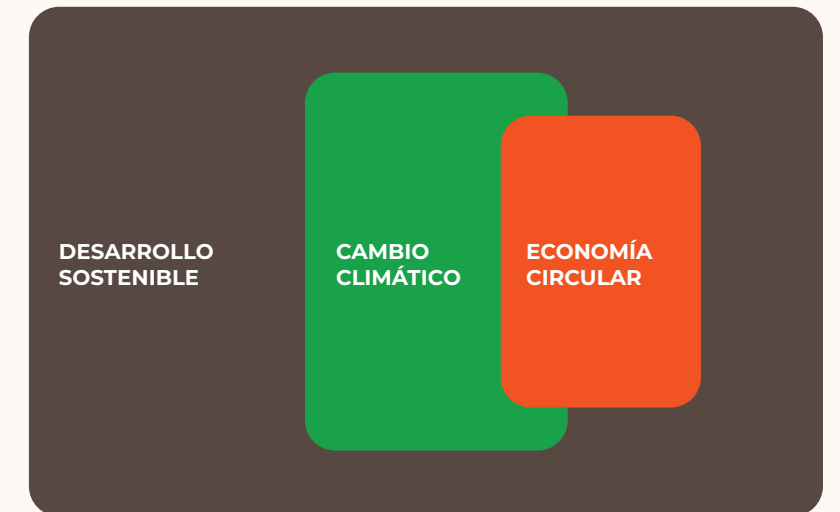 DESARROLLO
SOSTENIBLE
CAMBIO
CLIMÁTICO
ECONOMÍA
CIRCULAR